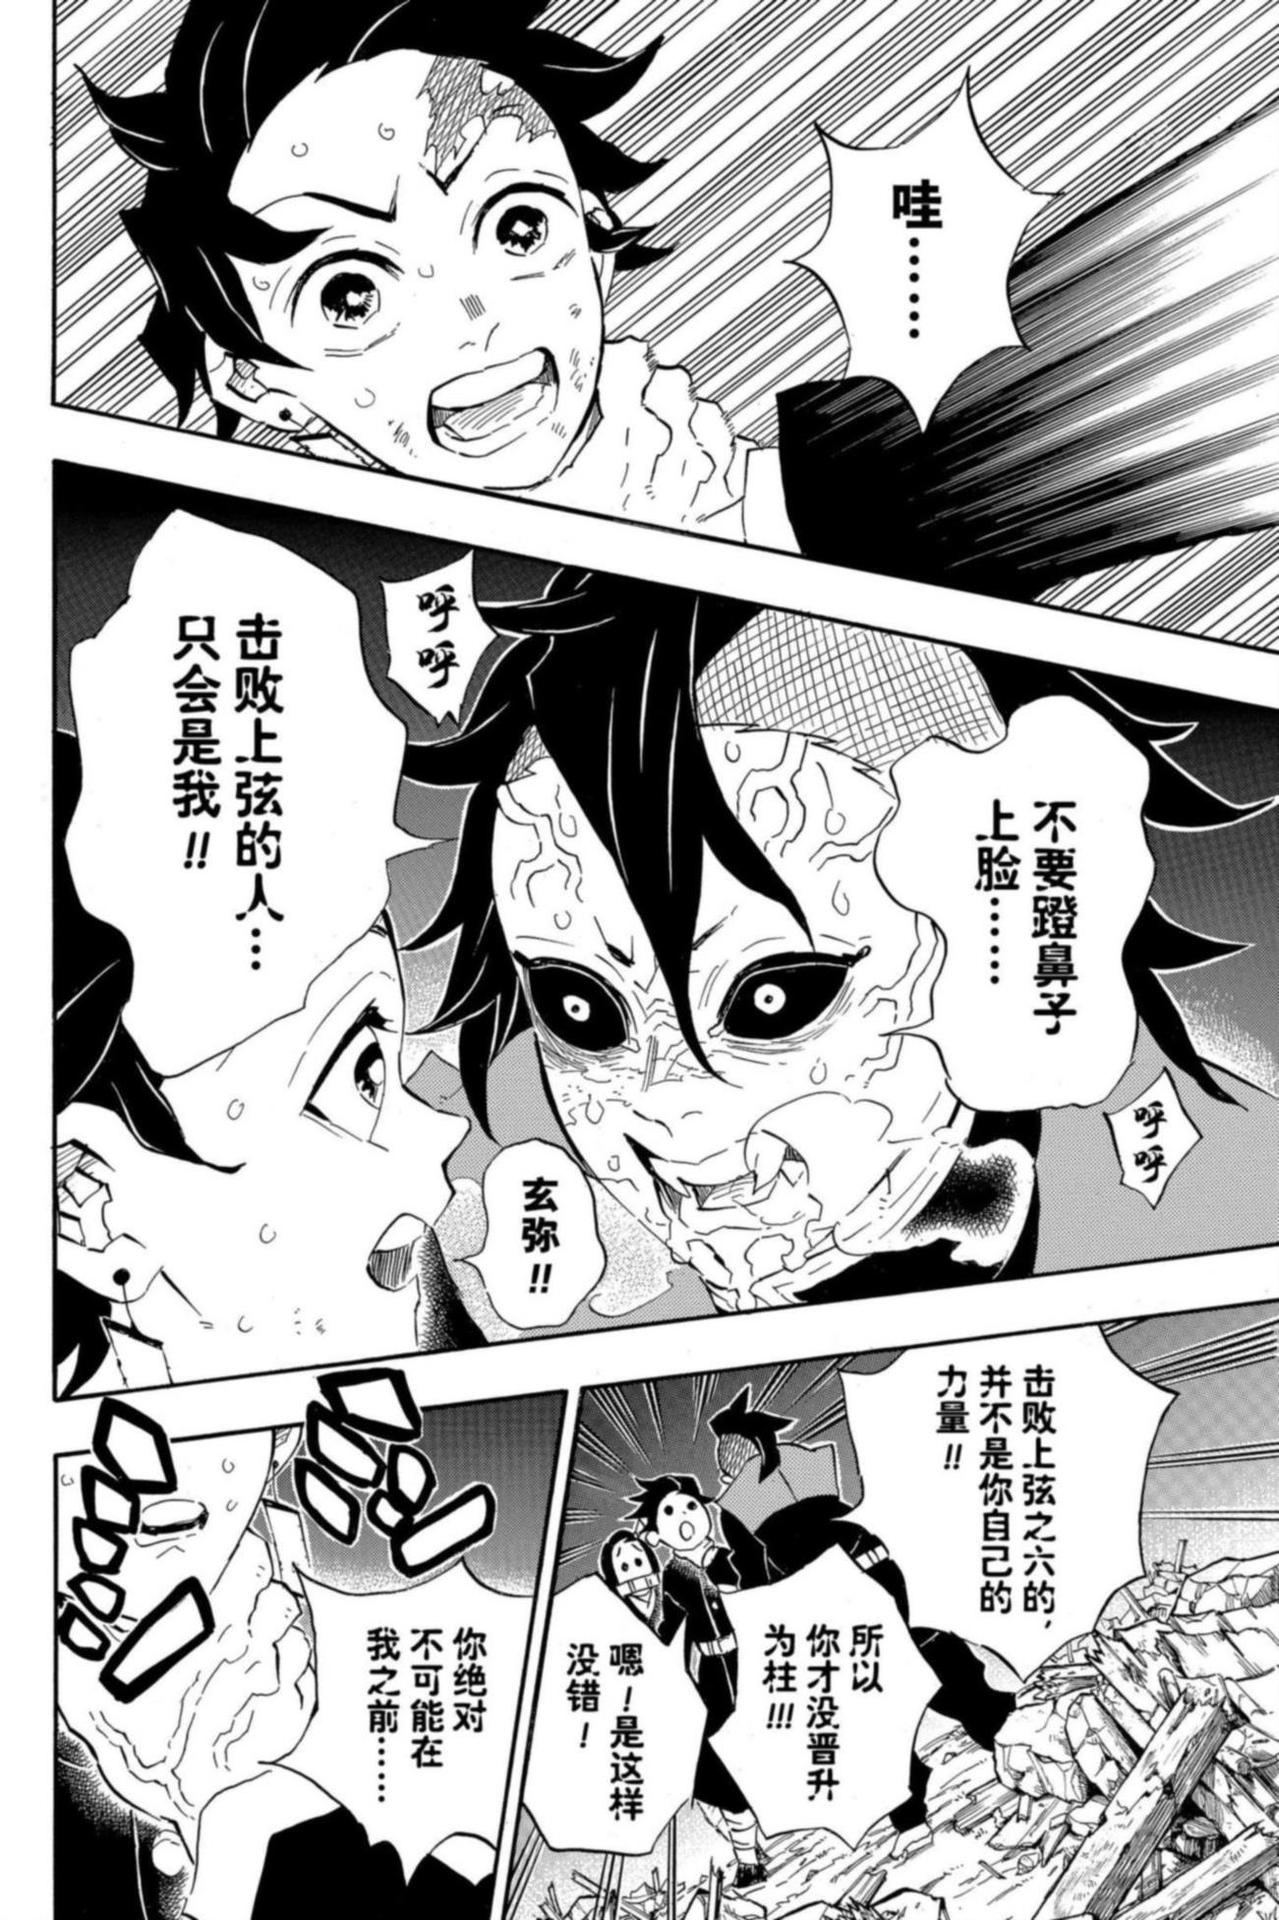 哇……
不要蹬鼻子
上脸……
呼
呼
呼
呼
玄弥!!
击败上弦的人…
只会是我!!
击败上弦之六的,
并不是你自己的
力量!!
所以
你才没晋升
为柱!!!
嗯!是这样
没错!
你绝对
不可能在
我之前……